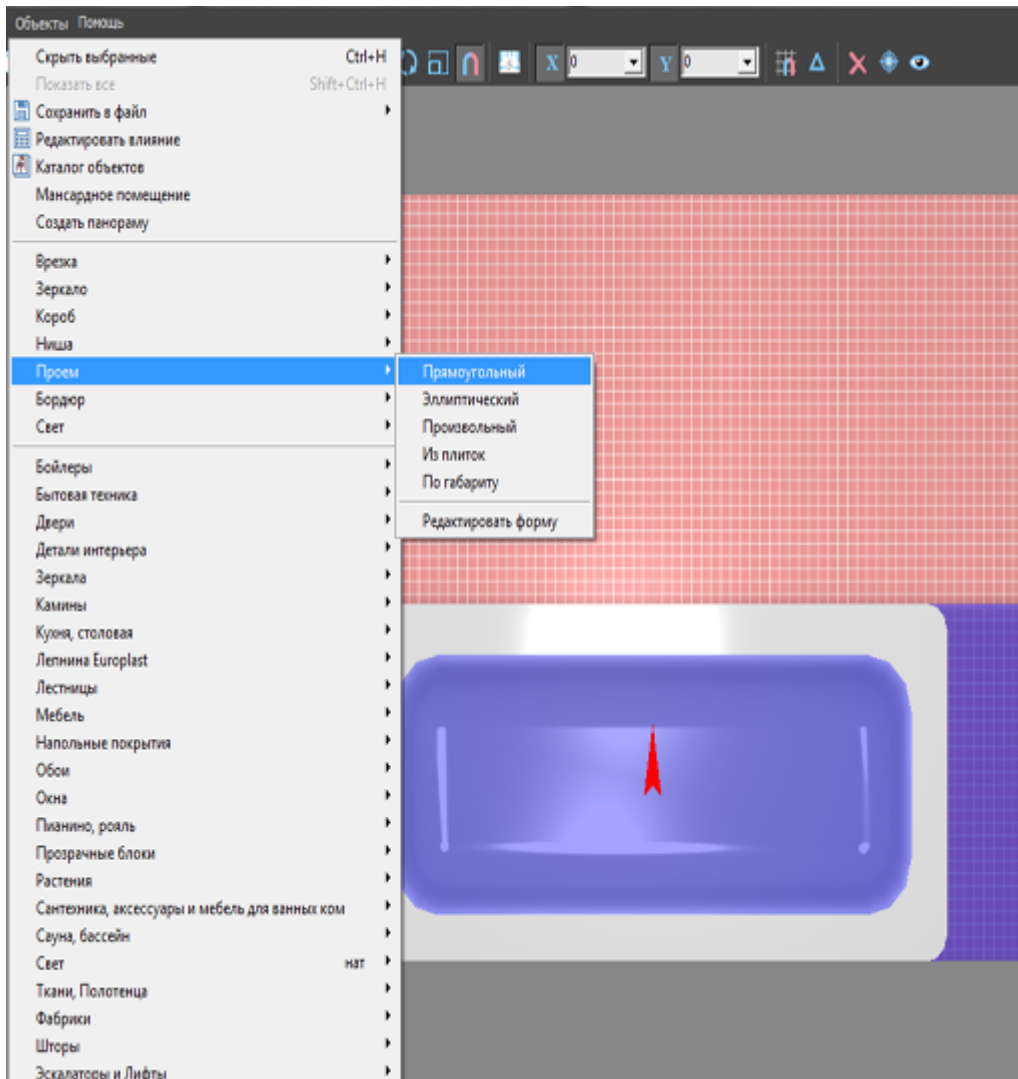 Объекты Помощь
Скрыть выбранные Ctrl+H
Показать все Shift+Ctrl+H
Сохранить в файл
Редактировать влияние
Каталог объектов
Мансардное помещение
Создать панораму
X 0 Y 0
Врезка
Зеркало
Короб
Ниша
Проем
Бордюр
Свет
Прямоугольный
Эллиптический
Произвольный
Из плиток
По габариту
Редактировать форму
Бойлеры
Бытовая техника
Двери
Детали интерьера
Зеркала
Камины
Кухня, столовая
Лепнина Europlast
Лестницы
Мебель
Напольные покрытия
Обои
Окна
Пианино, рояль
Прозрачные блоки
Растения
Сантехника, аксессуары и мебель для ванных ком
Сауна, бассейн
Свет нат
Ткани, Полотенца
Фабрики
Шторы
Эскалаторы и Лифты